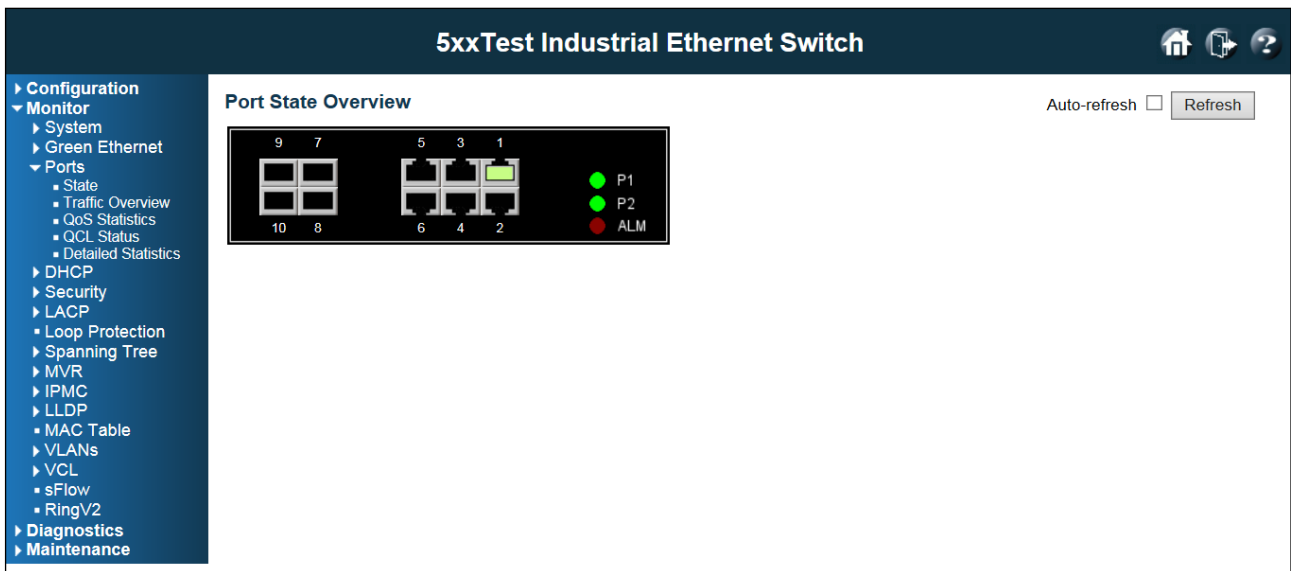 5xxTest Industrial Ethernet Switch
Configuration
Monitor
System
Green Ethernet
Ports
State
Traffic Overview
QoS Statistics
QCL Status
Detailed Statistics
DHCP
Security
LACP
Loop Protection
Spanning Tree
MVR
IPMC
LLDP
MAC Table
VLANs
VCL
sFlow
RingV2
Diagnostics
Maintenance
Port State Overview
Auto-refresh Refresh
9 7 5 3 1
P1
P2
10 8 6 4 2 ALM